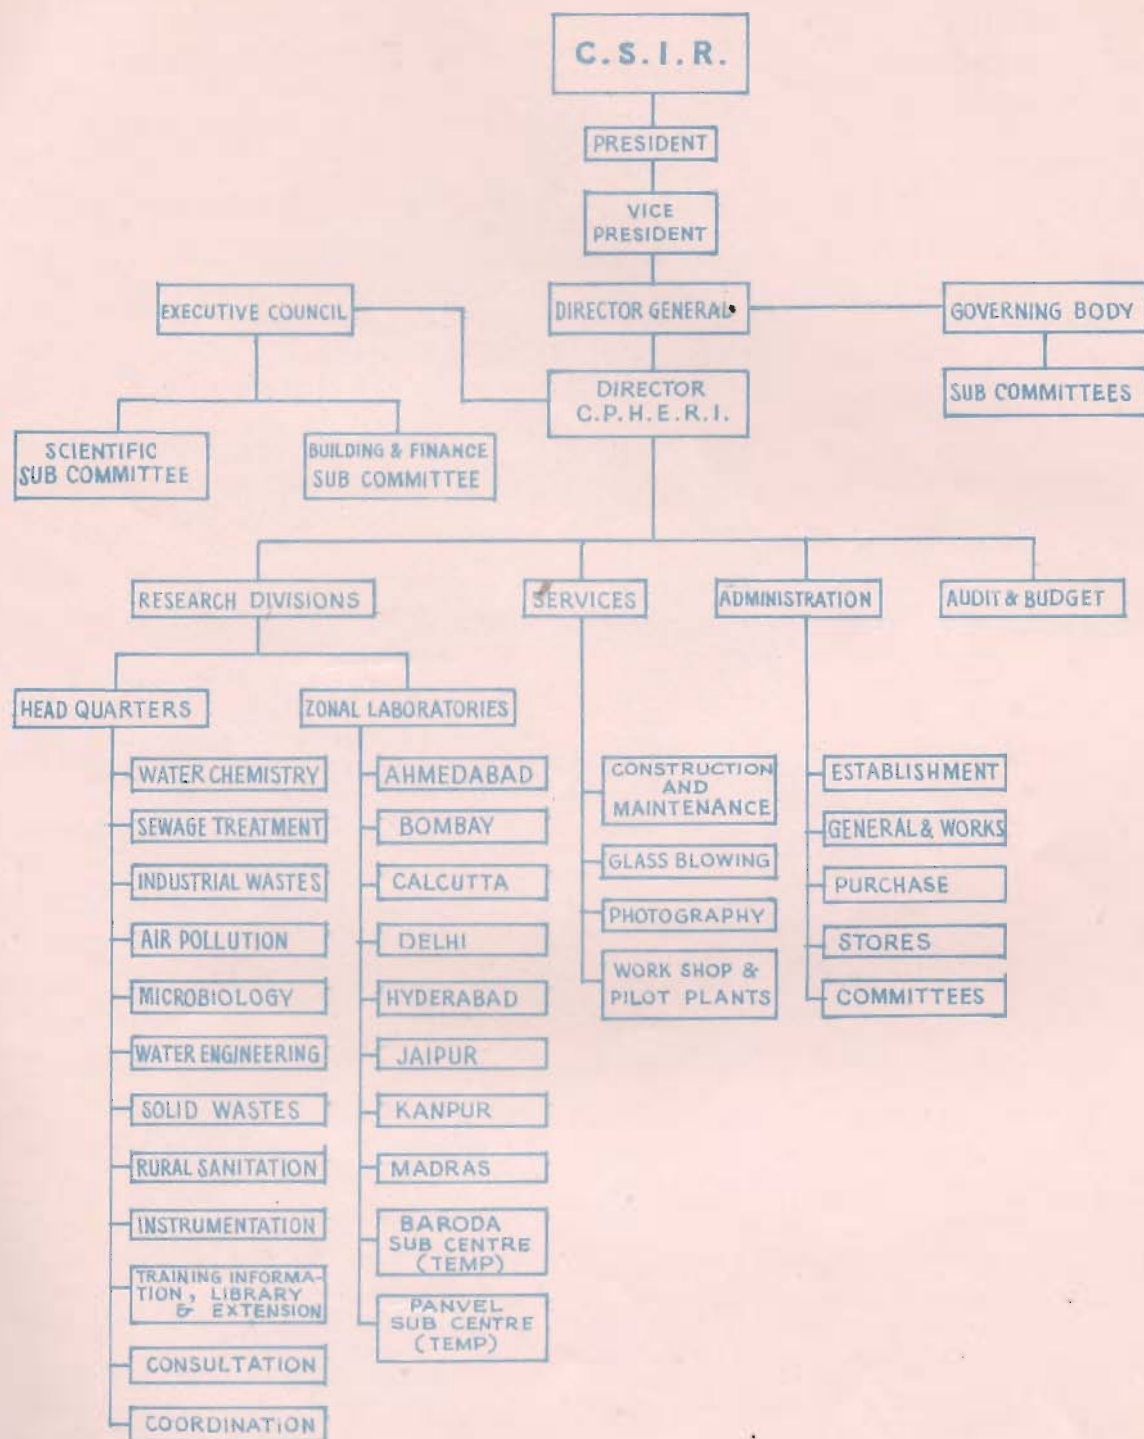 C.S.I.R.
PRESIDENT
VICE
PRESIDENT
EXECUTIVE COUNCIL
DIRECTOR GENERAL
GOVERNING BODY
DIRECTOR
C.P.H.E.R.I.
SUB COMMITTEES
SCIENTIFIC
SUB COMMITTEE
BUILDING & FINANCE
SUB COMMITTEE
RESEARCH DIVISIONS
SERVICES
ADMINISTRATION
AUDIT & BUDGET
HEAD QUARTERS
ZONAL LABORATORIES
WATER CHEMISTRY
SEWAGE TREATMENT
INDUSTRIAL WASTES
AIR POLLUTION
MICROBIOLOGY
WATER ENGINEERING
SOLID WASTES
RURAL SANITATION
INSTRUMENTATION
TRAINING INFORMA-
TION, LIBRARY
& EXTENSION
CONSULTATION
COORDINATION
AHMEDABAD
BOMBAY
CALCUTTA
DELHI
HYDERABAD
JAIPUR
KANPUR
MADRAS
BARODA
SUB CENTRE
(TEMP)
PANVEL
SUB CENTRE
(TEMP)
CONSTRUCTION
AND
MAINTENANCE
GLASS BLOWING
PHOTOGRAPHY
WORK SHOP &
PILOT PLANTS
ESTABLISHMENT
GENERAL & WORKS
PURCHASE
STORES
COMMITTEES